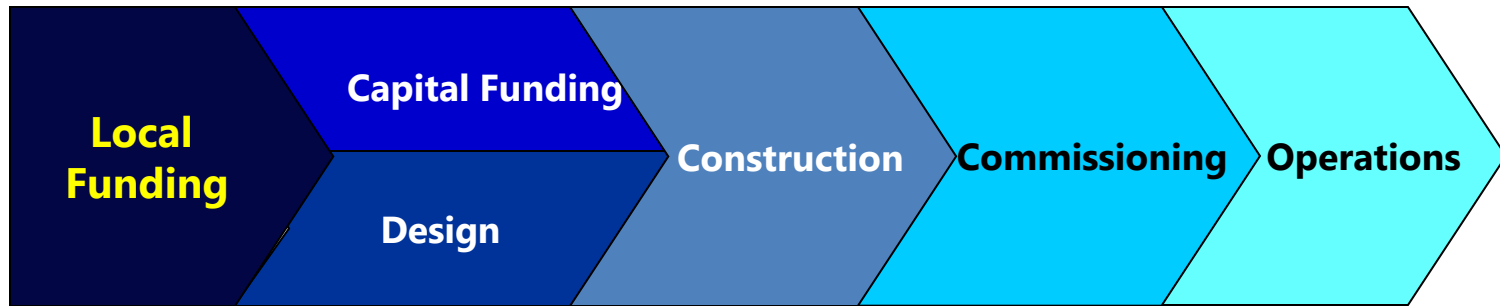 Local
Funding
Capital Funding
Design
Construction
Commissioning
Operations